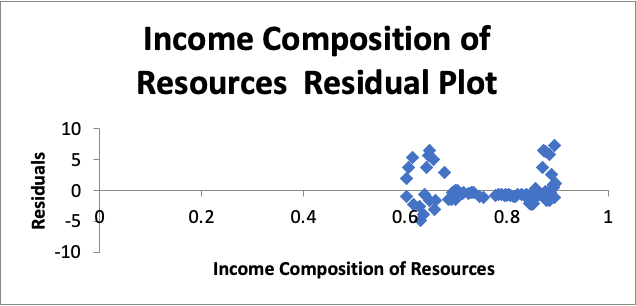 Income Composition of
Resources  Residual Plot
10
5
0
-5
-10
Residuals
0
0.2
0.4
0.6
0.8
1
Income Composition of Resources